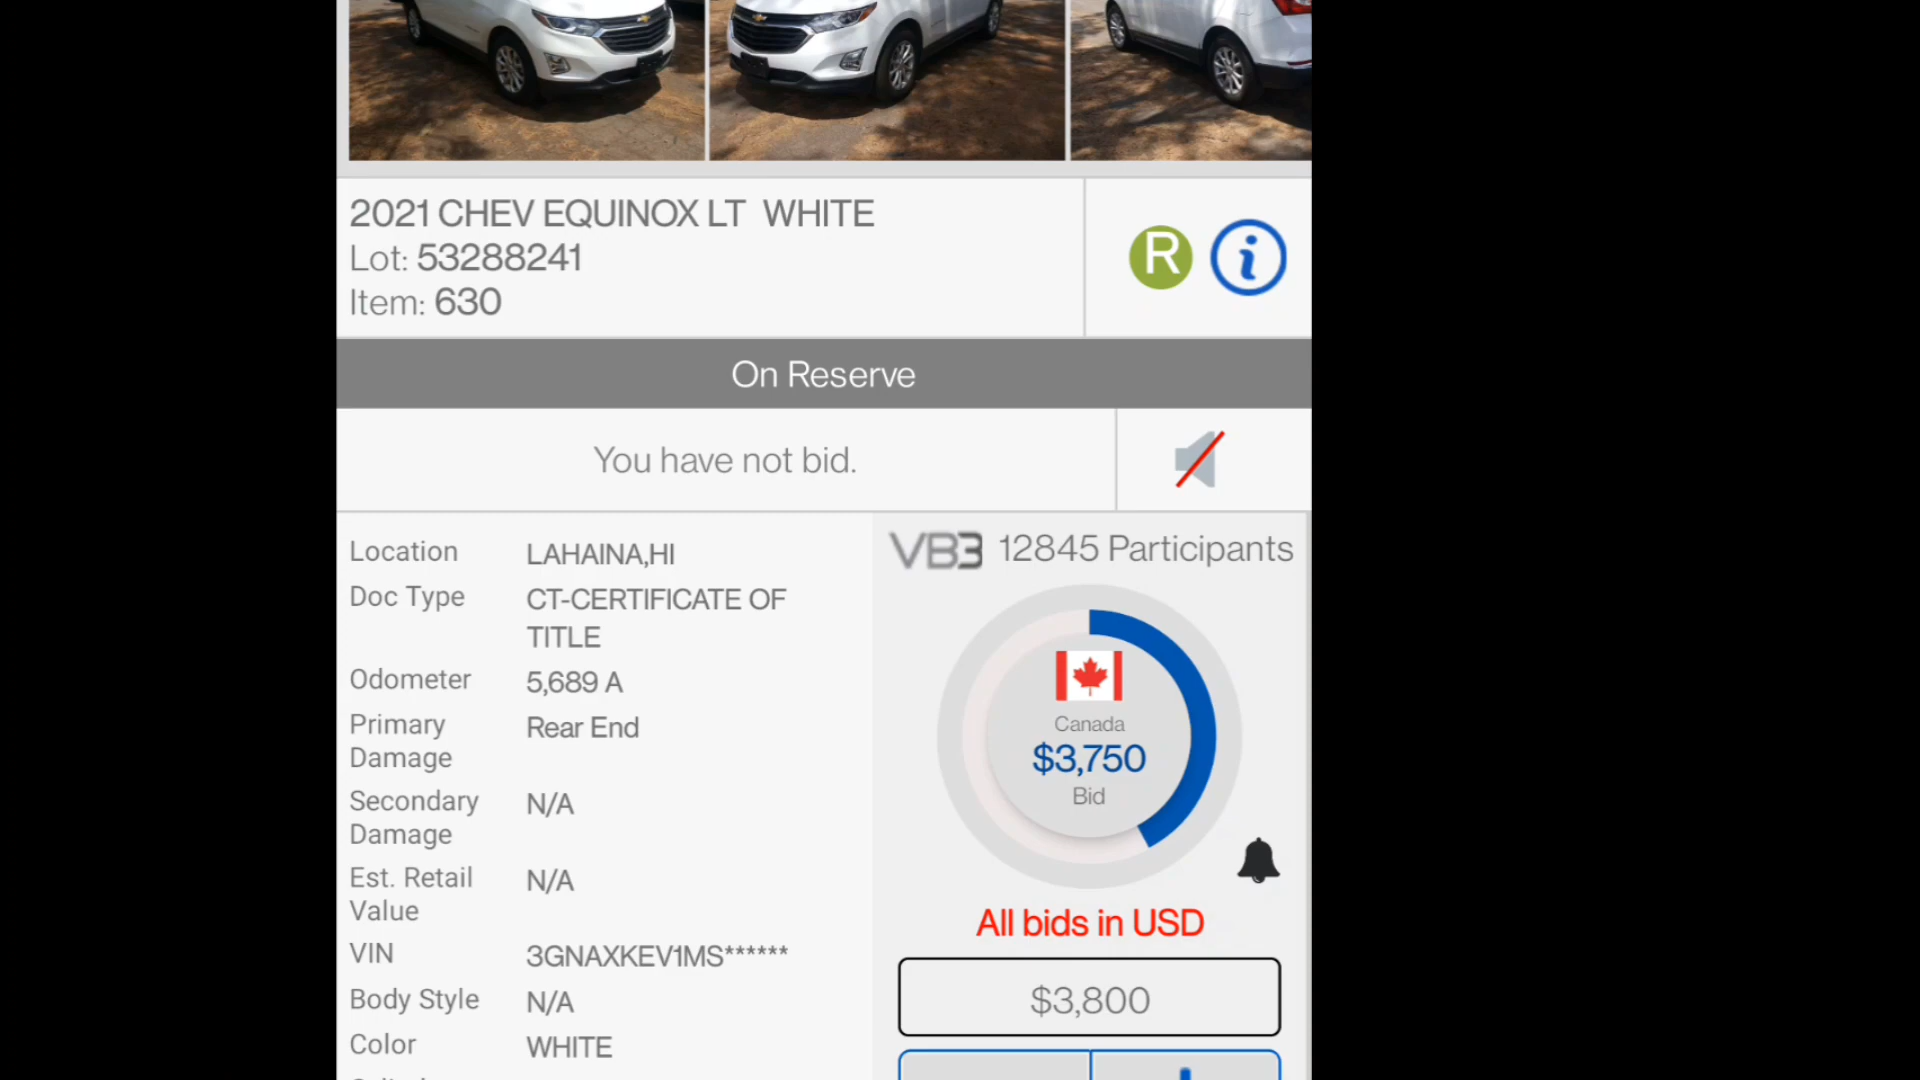 2021 CHEV EQUINOX LT WHITE
Lot: 53288241
Item: 630
R
i
On Reserve
You have not bid.
Location LAHAINA,HI
Doc Type CT-CERTIFICATE OF
TITLE
Odometer 5,689 A
Primary
Damage
Rear End
Secondary
Damage
N/A
Est. Retail
Value
N/A
VIN 3GNAXKEV1MS******
Body Style N/A
Color WHITE
VB3 12845 Participants
Canada
$3,750
Bid
All bids in USD
$3,800